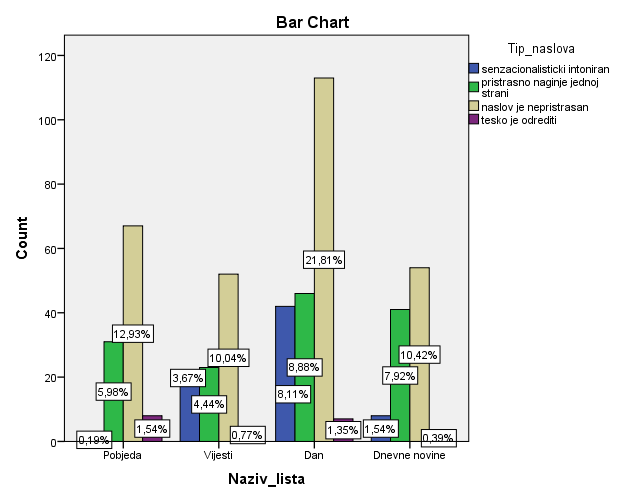 Bar Chart
Tip_naslova
senzacionalisticki intoniran
pristrasno naginje jednoj
strani
naslov je nepristrasan
tesko je odrediti
Count
120
100
80
60
40
20
0
0,19%
5,98%
12,93%
1,54%
3,67%
4,44%
10,04%
0,77%
8,11%
8,88%
21,81%
1,35%
1,54%
7,92%
10,42%
0,39%
Pobjeda
Vijesti
Dan
Dnevne novine
Naziv_lista